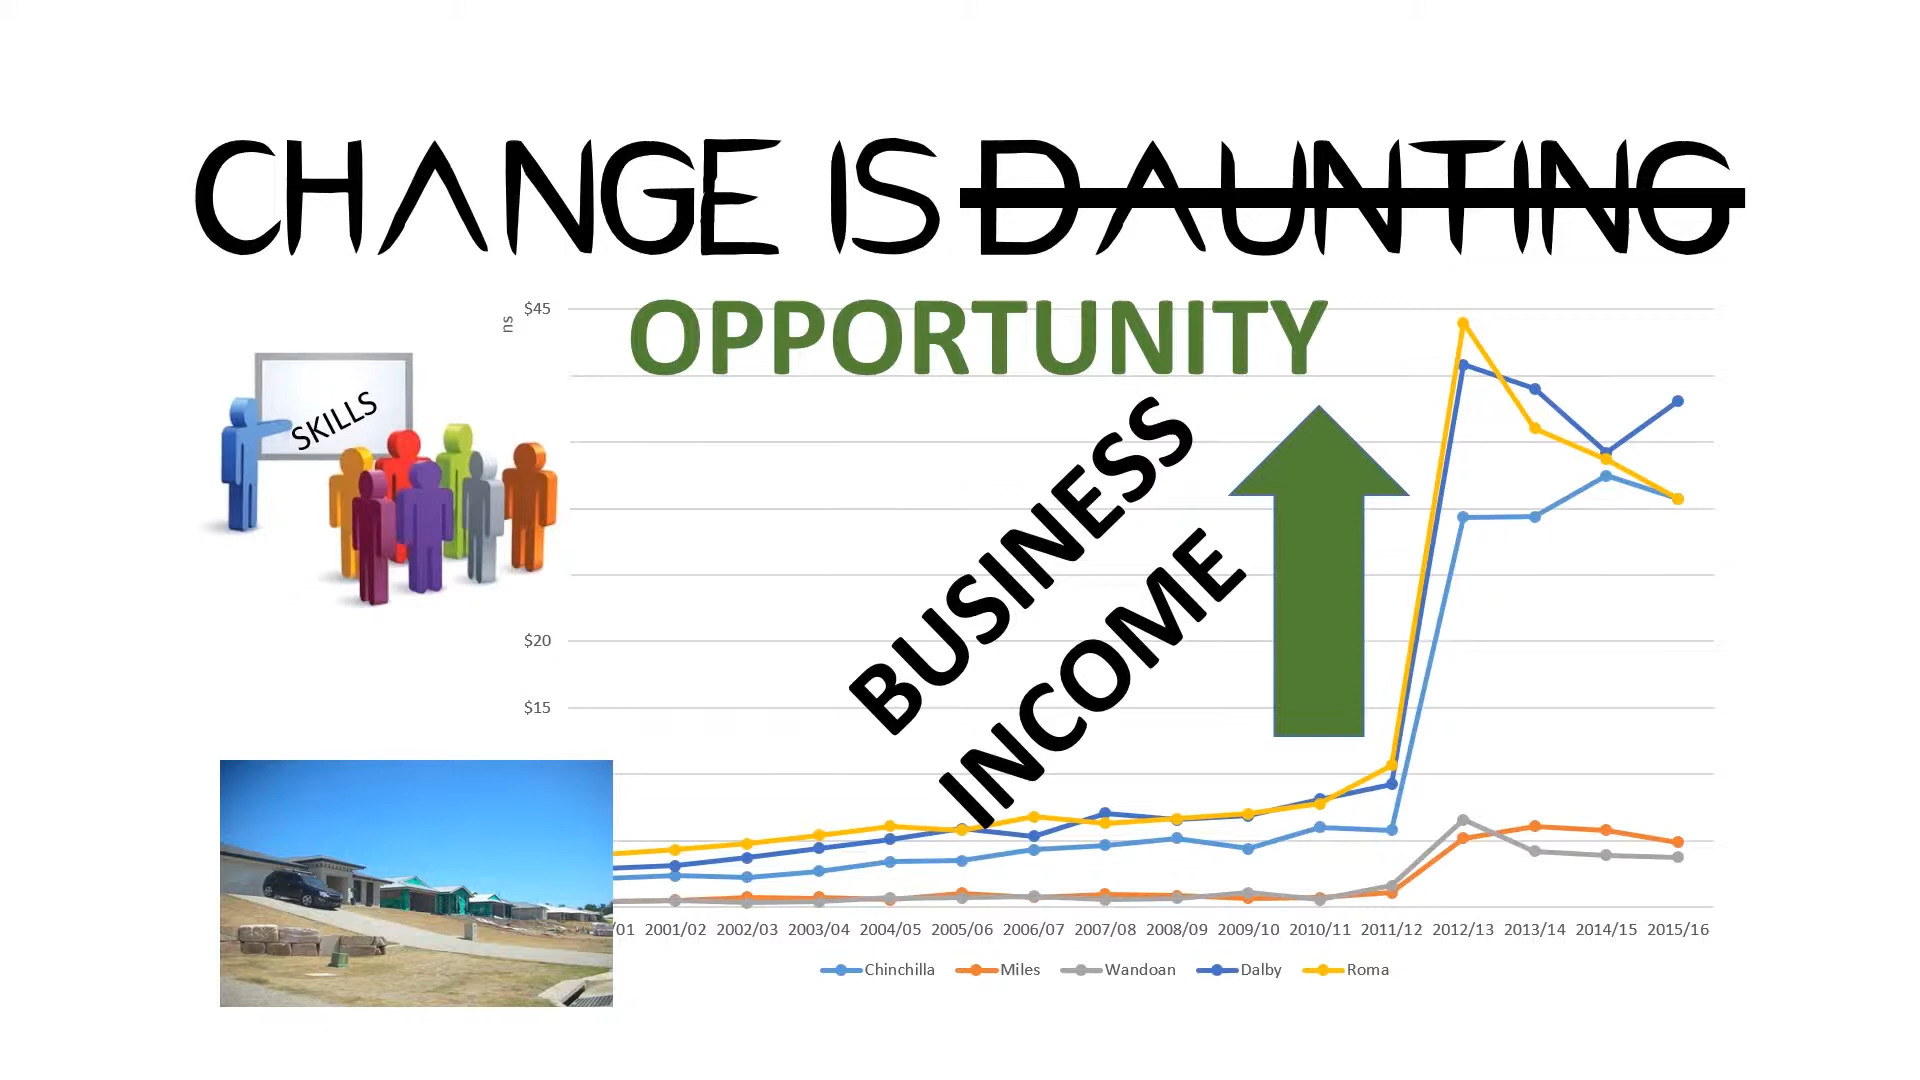 CHANGE IS DAUNTING
OPPORTUNITY
$45
ns
SKILLS
BUSINESS
INCOME
$20
$15
/01 2001/02 2002/03 2003/04 2004/05 2005/06 2006/07 2007/08 2008/09 2009/10 2010/11 2011/12 2012/13 2013/14 2014/15 2015/16
Chinchilla Miles Wandoan Dalby Roma